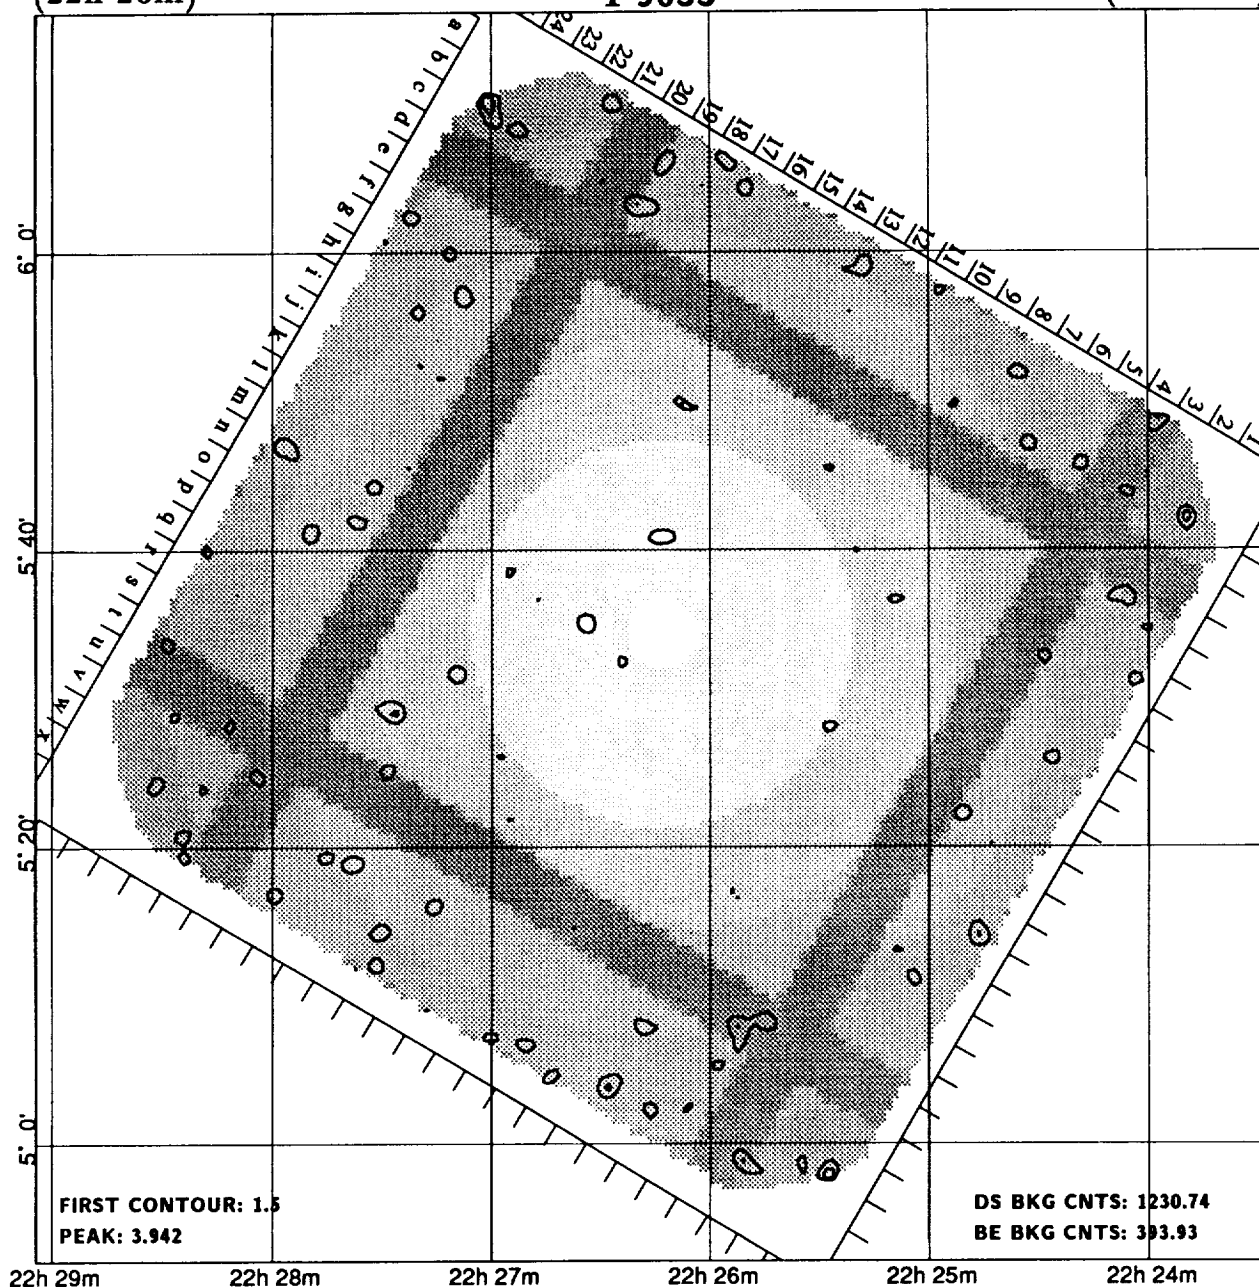 a b c d e f g h i j k l m n o p q r s t u v w x
24 23 22 21 20 19 18 17 16 15 14 13 12 11 10 9 8 7 6 5 4 3 2 1
6° 0'
5° 40'
5° 20'
5° 0'
FIRST CONTOUR: 1.5
PEAK: 3.942
DS BKG CNTS: 1230.74
BE BKG CNTS: 393.93
22h 29m 22h 28m 22h 27m 22h 26m 22h 25m 22h 24m